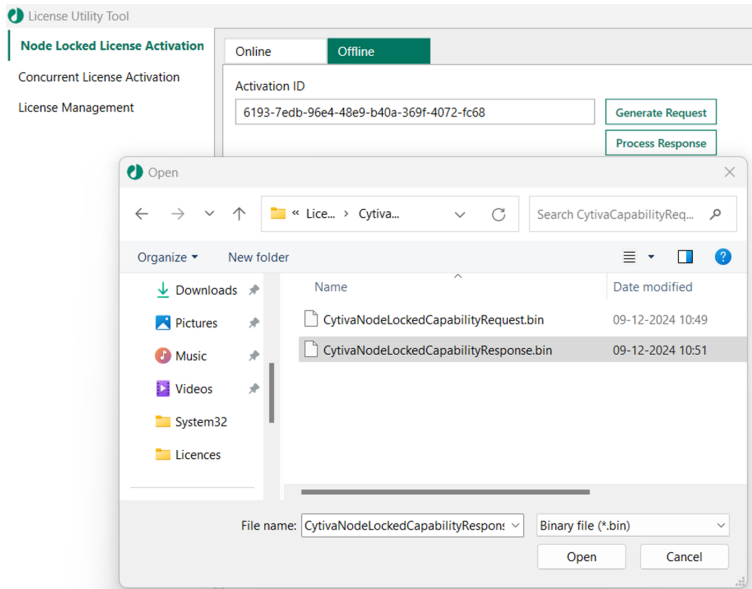 License Utility Tool
Node Locked License Activation
Concurrent License Activation
License Management
Online
Offline
Activation ID
6193-7edb-96e4-48e9-b40a-369f-4072-fc68
Generate Request
Process Response
Open
« Lice... › Cytiva...
Search CytivaCapabilityReq...
Organize
New folder
Name
Date modified
Downloads
Pictures
Music
Videos
System32
Licences
CytivaNodeLockedCapabilityRequest.bin 09-12-2024 10:49
CytivaNodeLockedCapabilityResponse.bin 09-12-2024 10:51
File name: CytivaNodeLockedCapabilityRespons
Binary file (*.bin)
Open
Cancel